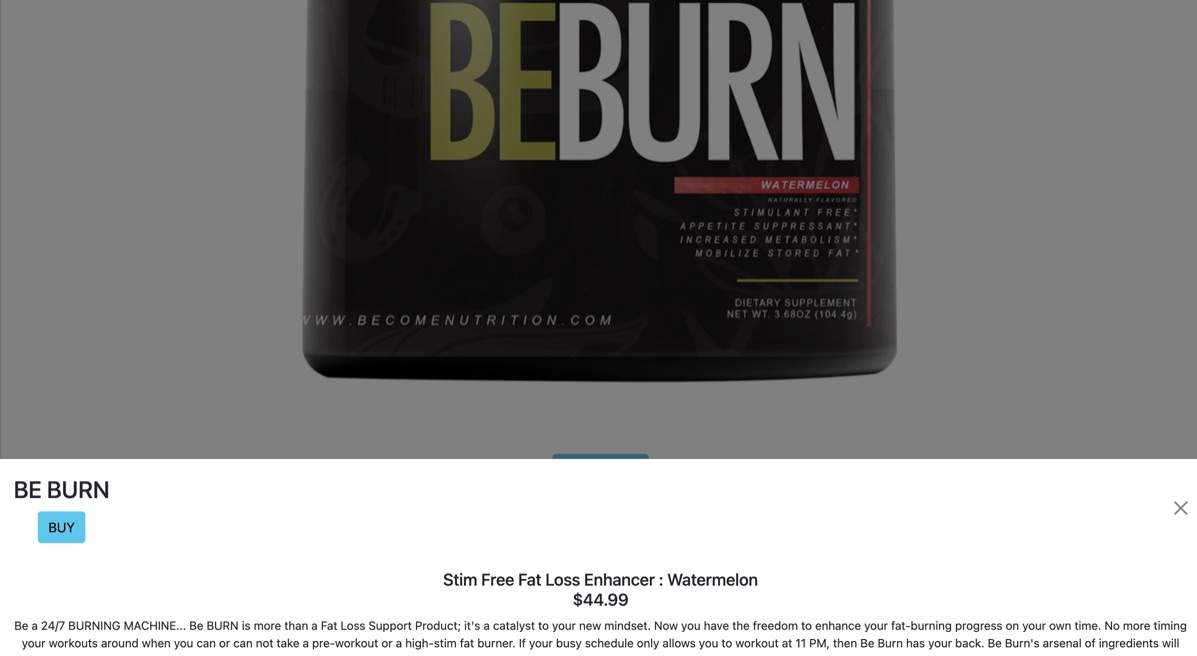 BEBURN
WATERMELON
NATURALLY FLAVORED
STIMULANT FREE*
APPETITE SUPPRESSANT*
INCREASED METABOLISM*
MOBILIZE STORED FAT*
DIETARY SUPPLEMENT
NET WT. 3.68OZ (104.4g)
WWW.BECOMENUTRITION.COM
BE BURN
BUY
Stim Free Fat Loss Enhancer : Watermelon
$44.99
Be a 24/7 BURNING MACHINE... Be BURN is more than a Fat Loss Support Product; it's a catalyst to your new mindset. Now you have the freedom to enhance your fat-burning progress on your own time. No more timing
your workouts around when you can or can not take a pre-workout or a high-stim fat burner. If your busy schedule only allows you to workout at 11 PM, then Be Burn has your back. Be Burn's arsenal of ingredients will